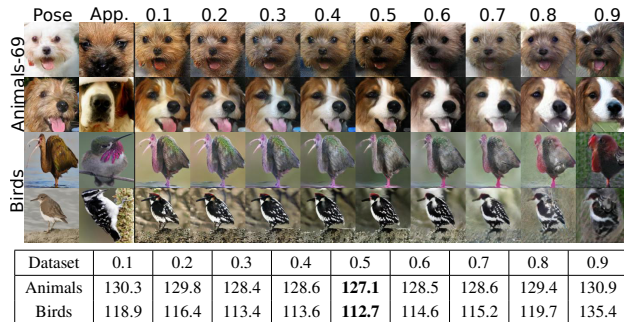 Pose App. 0.1 0.2 0.3 0.4 0.5 0.6 0.7 0.8 0.9
Animals-69
Birds
Dataset 0.1 0.2 0.3 0.4 0.5 0.6 0.7 0.8 0.9
Animals 130.3 129.8 128.4 128.6 127.1 128.5 128.6 129.4 130.9
Birds 118.9 116.4 113.4 113.6 112.7 114.6 115.2 119.7 135.4